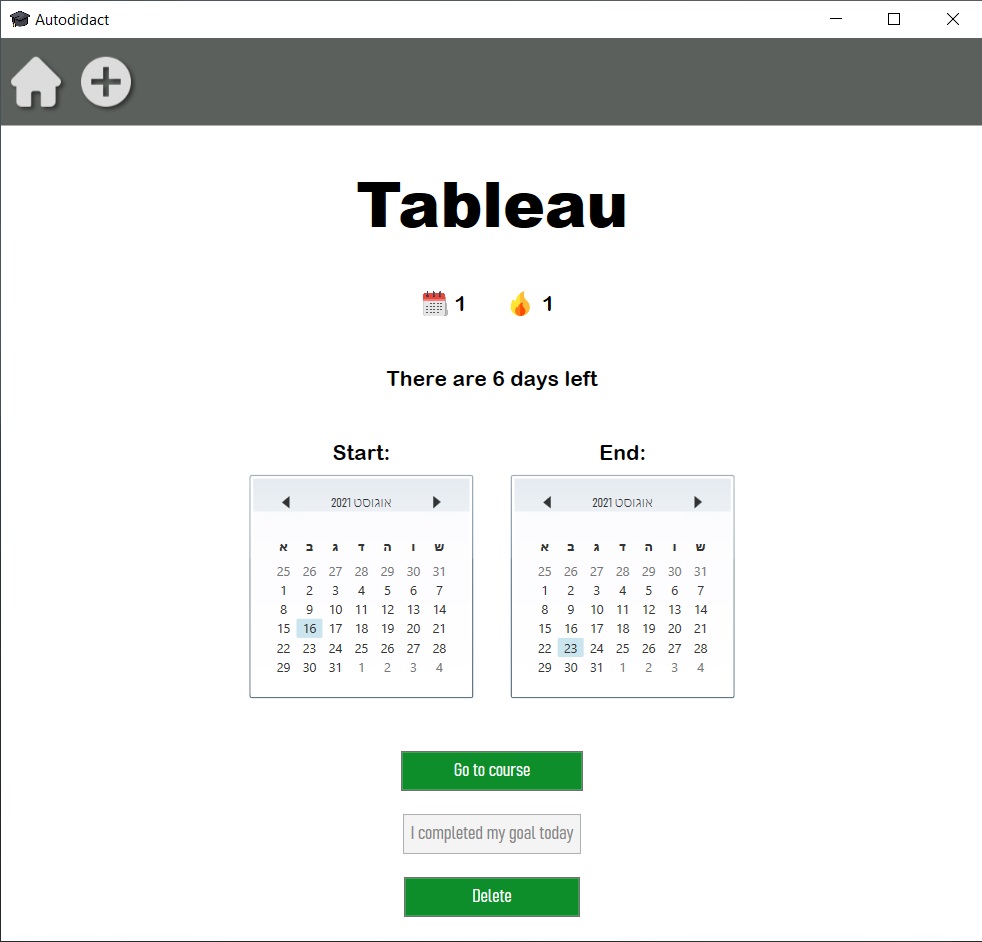 Autodidact
Tableau
1 1
There are 6 days left
Start: End:
אוגוסט 2021 אוגוסט 2021
א ב ג ד ה ו ש א ב ג ד ה ו ש
25 26 27 28 29 30 31 25 26 27 28 29 30 31
1 2 3 4 5 6 7 1 2 3 4 5 6 7
8 9 10 11 12 13 14 8 9 10 11 12 13 14
15 16 17 18 19 20 21 15 16 17 18 19 20 21
22 23 24 25 26 27 28 22 23 24 25 26 27 28
29 30 31 1 2 3 4 29 30 31 1 2 3 4
Go to course
I completed my goal today
Delete